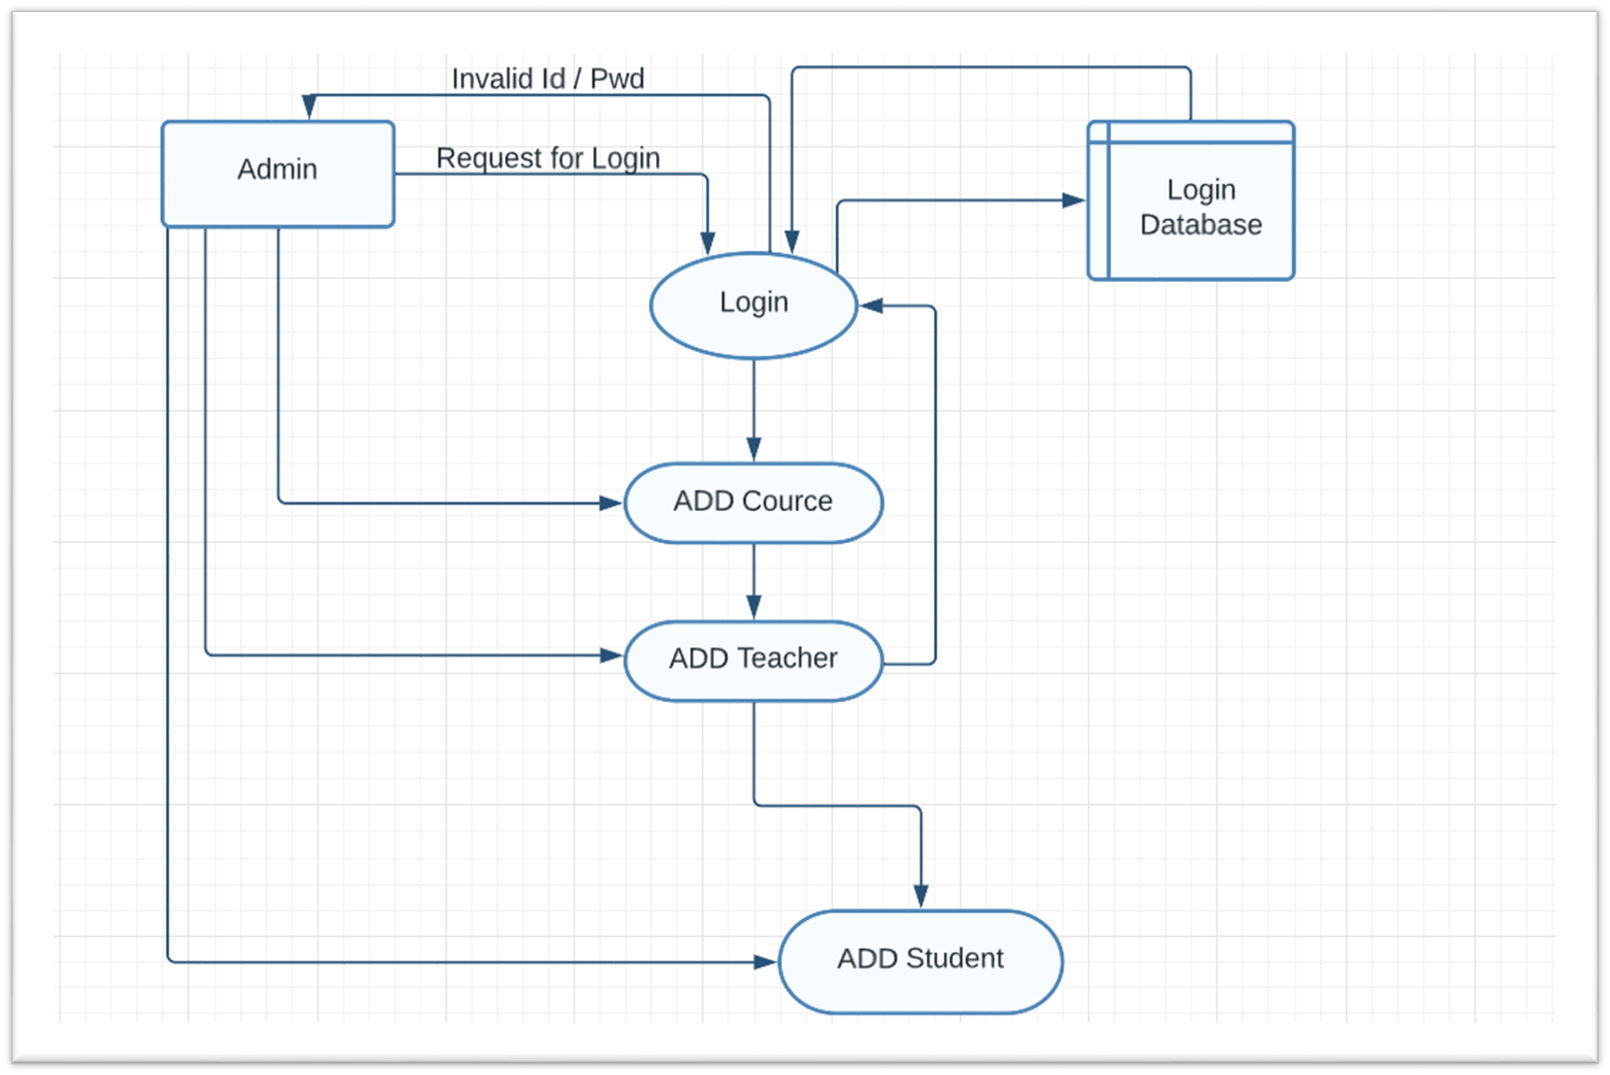 Invalid Id / Pwd
Admin
Request for Login
Login
Database
Login
ADD Cource
ADD Teacher
ADD Student